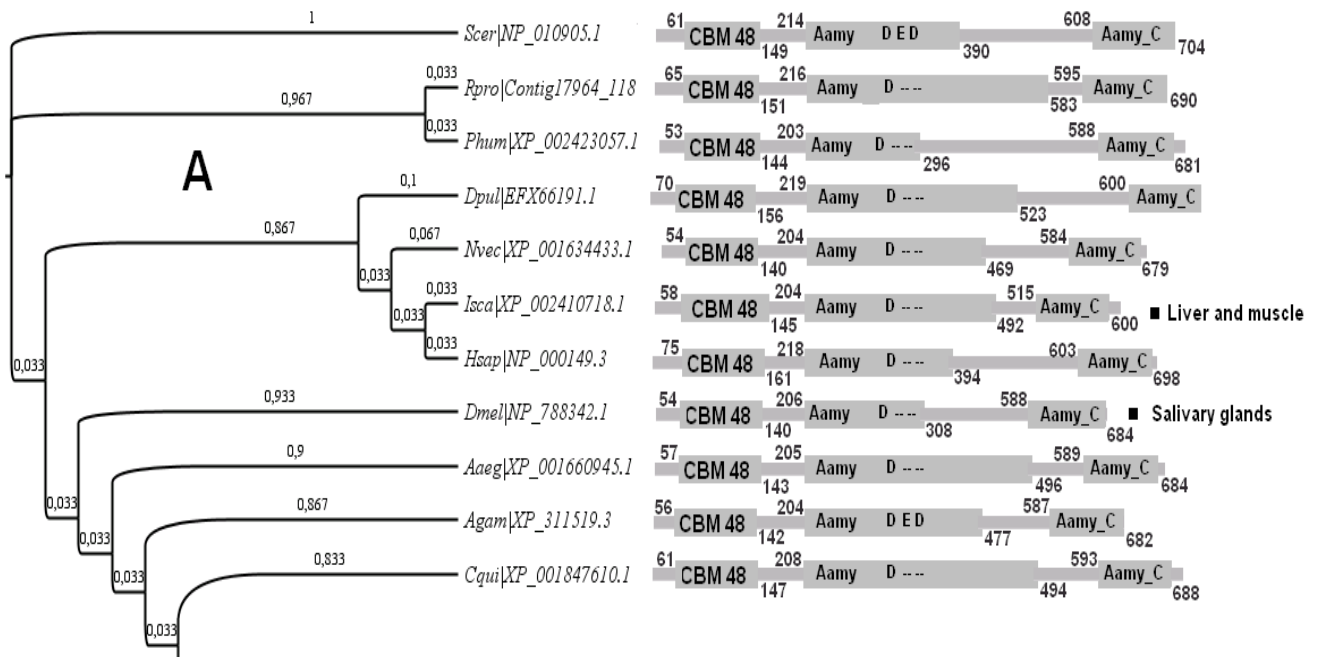 1 Scer|NP_010905.1 61 CBM 48 149 214 Aamy D E D 390 608 Aamy_C 704
0,967
0,033 Rpro|Contig17964_118 65 CBM 48 151 216 Aamy D -- -- 583 595 Aamy_C 690
0,033 Phum|XP_002423057.1 53 CBM 48 144 203 Aamy D -- -- 296 588 Aamy_C 681
A
0,1 Dpul|EFX66191.1 70 CBM 48 156 219 Aamy D -- -- 523 600 Aamy_C
0,867
0,067 Nvec|XP_001634433.1 54 CBM 48 140 204 Aamy D -- -- 469 584 Aamy_C 679
0,033
0,033 Isca|XP_002410718.1 58 CBM 48 145 204 Aamy D -- -- 492 515 Aamy_C 600
Liver and muscle
0,033
0,033 Hsap|NP_000149.3 75 CBM 48 161 218 Aamy D -- -- 394 603 Aamy_C 698
0,033
0,933 Dmel|NP_788342.1 54 CBM 48 140 206 Aamy D -- -- 308 588 Aamy_C 684 Salivary glands
0,9 Aaeg|XP_001660945.1 57 CBM 48 143 205 Aamy D -- -- 496 589 Aamy_C 684
0,033
0,867 Agam|XP_311519.3 56 CBM 48 142 204 Aamy D E D 477 587 Aamy_C 682
0,033
0,833 Cqui|XP_001847610.1 61 CBM 48 147 208 Aamy D -- -- 494 593 Aamy_C 688
0,033